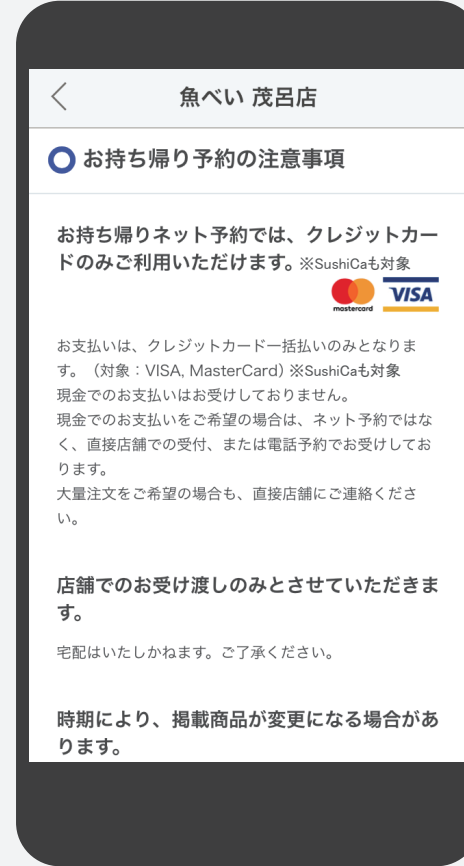 魚べい 茂呂店
お持ち帰り予約の注意事項
お持ち帰りネット予約では、クレジットカー
ドのみご利用いただけます。※SushiCaも対象
mastercard VISA
お支払いは、クレジットカード一括払いのみとなりま
す。（対象：VISA, MasterCard) ※SushiCaも対象
現金でのお支払いはお受けしておりません。
現金でのお支払いをご希望の場合は、ネット予約ではな
く、直接店舗での受付、または電話予約でお受けしてお
ります。
大量注文をご希望の場合も、直接店舗にご連絡くださ
い。
店舗でのお受け渡しのみとさせていただきま
す。
宅配はいたしかねます。ご了承ください。
時期により、掲載商品が変更になる場合があ
ります。